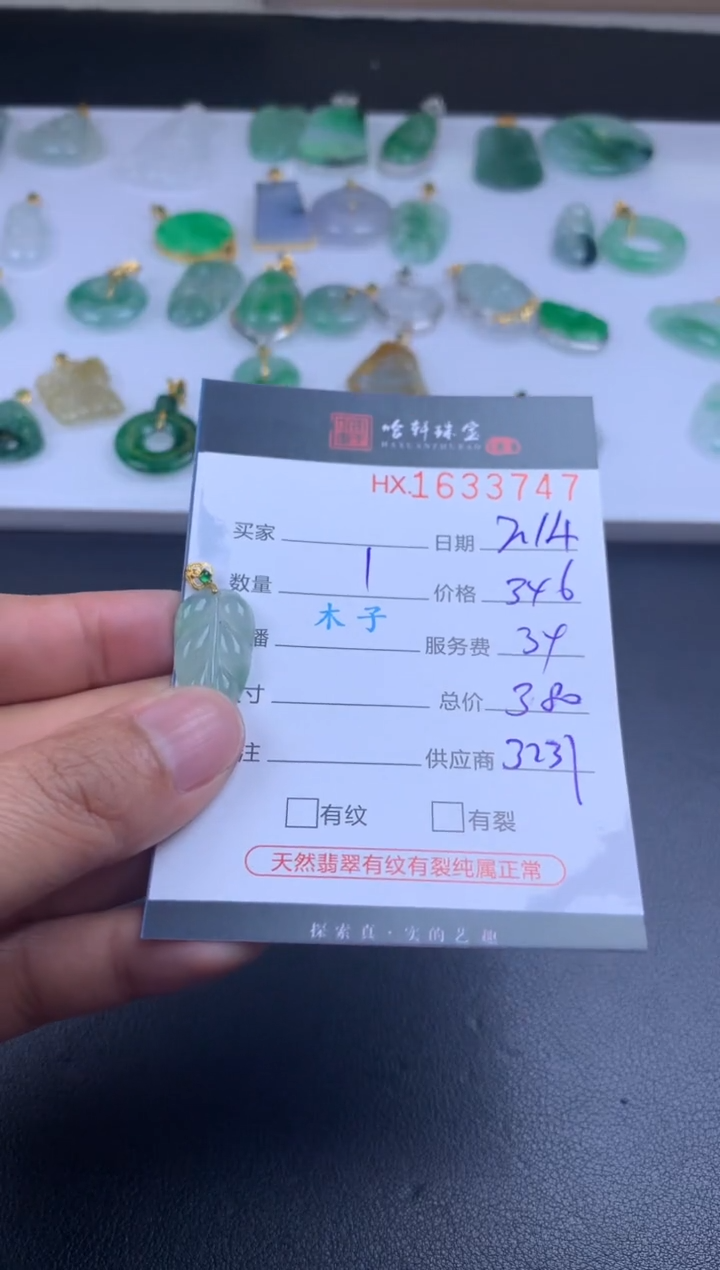 哈轩珠宝
HX.1633747
买家 日期 7.14
数量 1 价格 346
播 木子 服务费 34
寸 总价 380
注 供应商 3237
有纹 有裂
天然翡翠有纹有裂纯属正常
探索真·实的艺趣